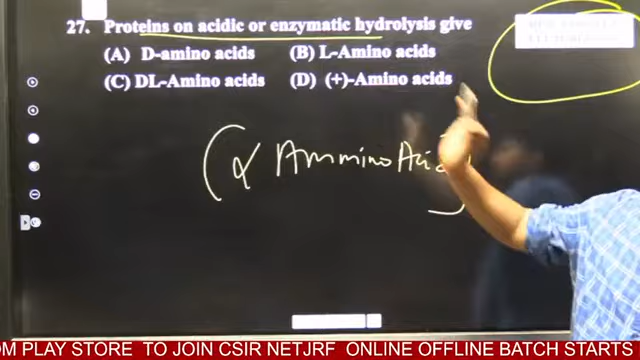 27. Proteins on acidic or enzymatic hydrolysis give
(A) D-amino acids (B) L-Amino acids
(C) DL-Amino acids (D) (+)-Amino acids
(α Ammino Acid)
OM PLAY STORE TO JOIN CSIR NETJRF ONLINE OFFLINE BATCH STARTS